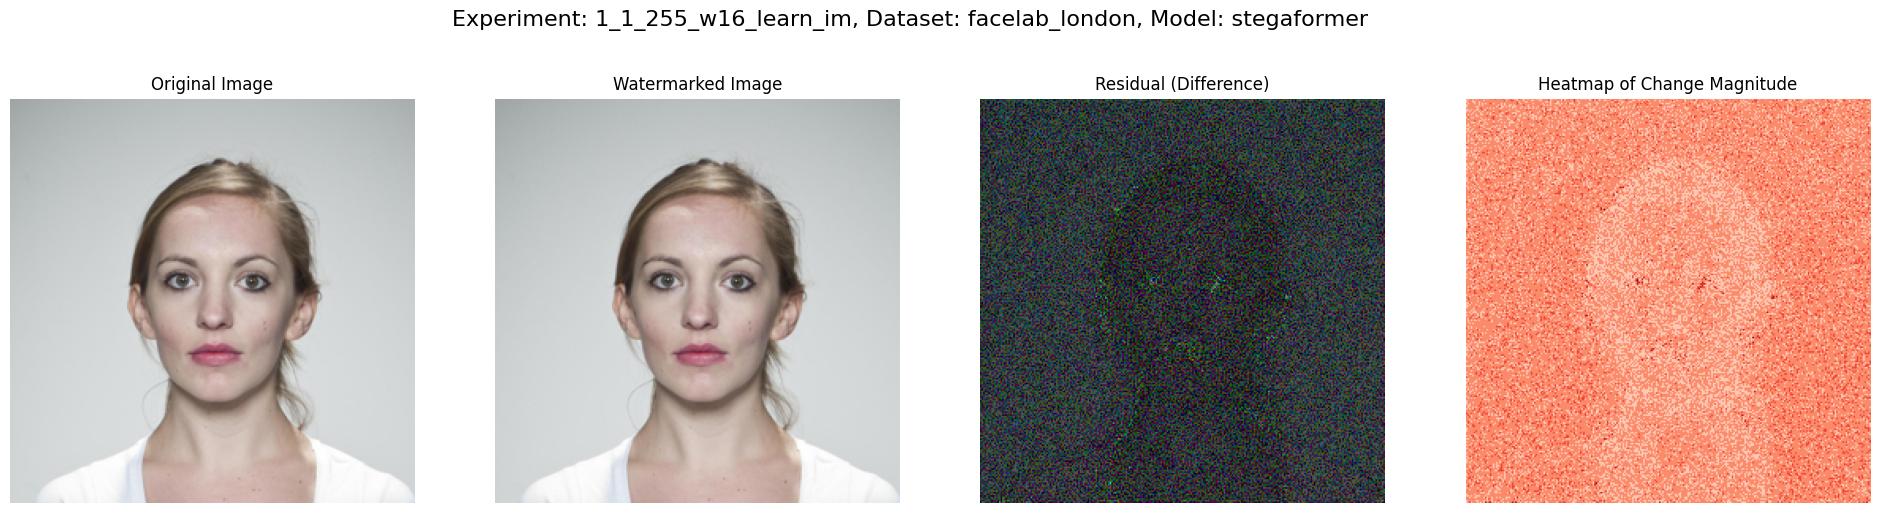 Experiment: 1_1_255_w16_learn_im, Dataset: facelab_london, Model: stegaformer
Original Image
Watermarked Image
Residual (Difference)
Heatmap of Change Magnitude